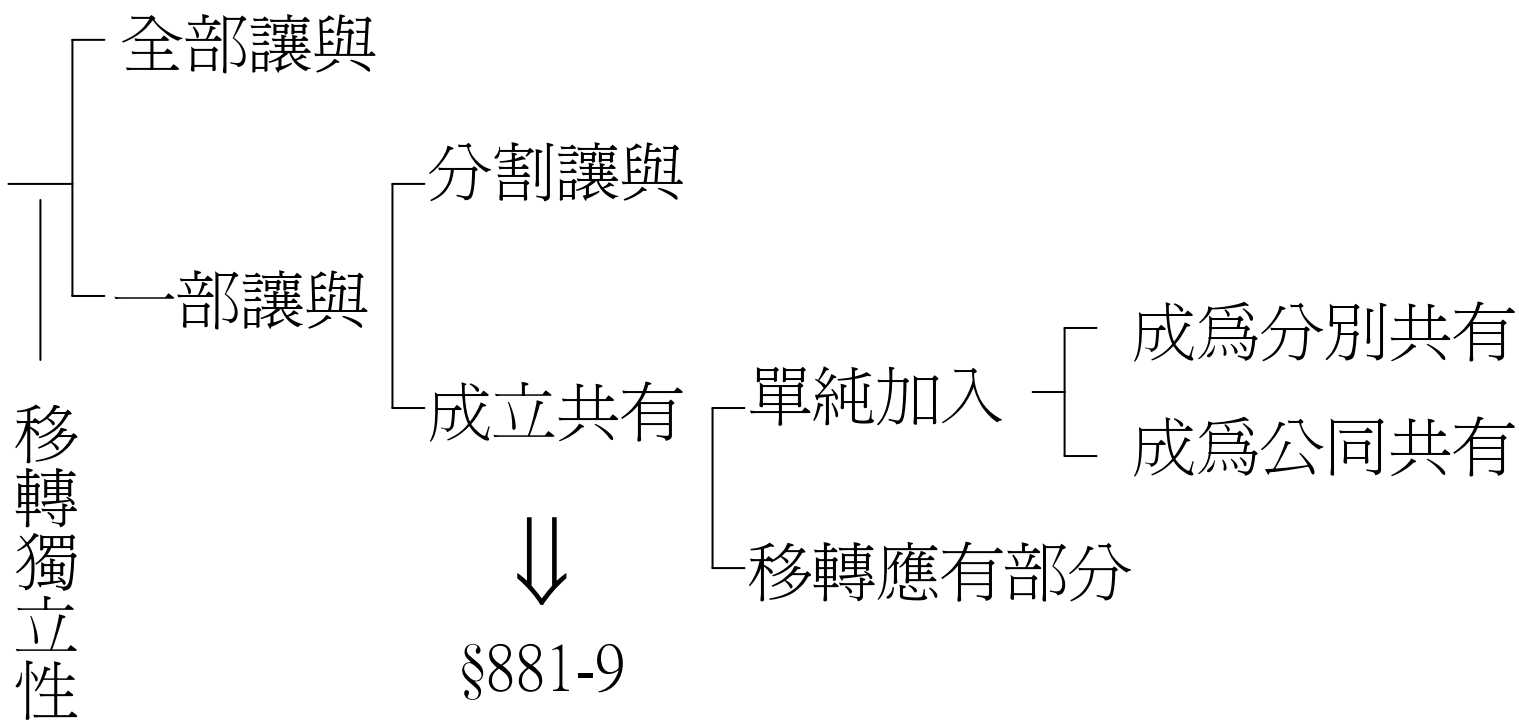 全部讓與
分割讓與
一部讓與
成為分別共有
單純加入
成立共有
成為公同共有
移轉應有部分
§881-9
移轉獨立性